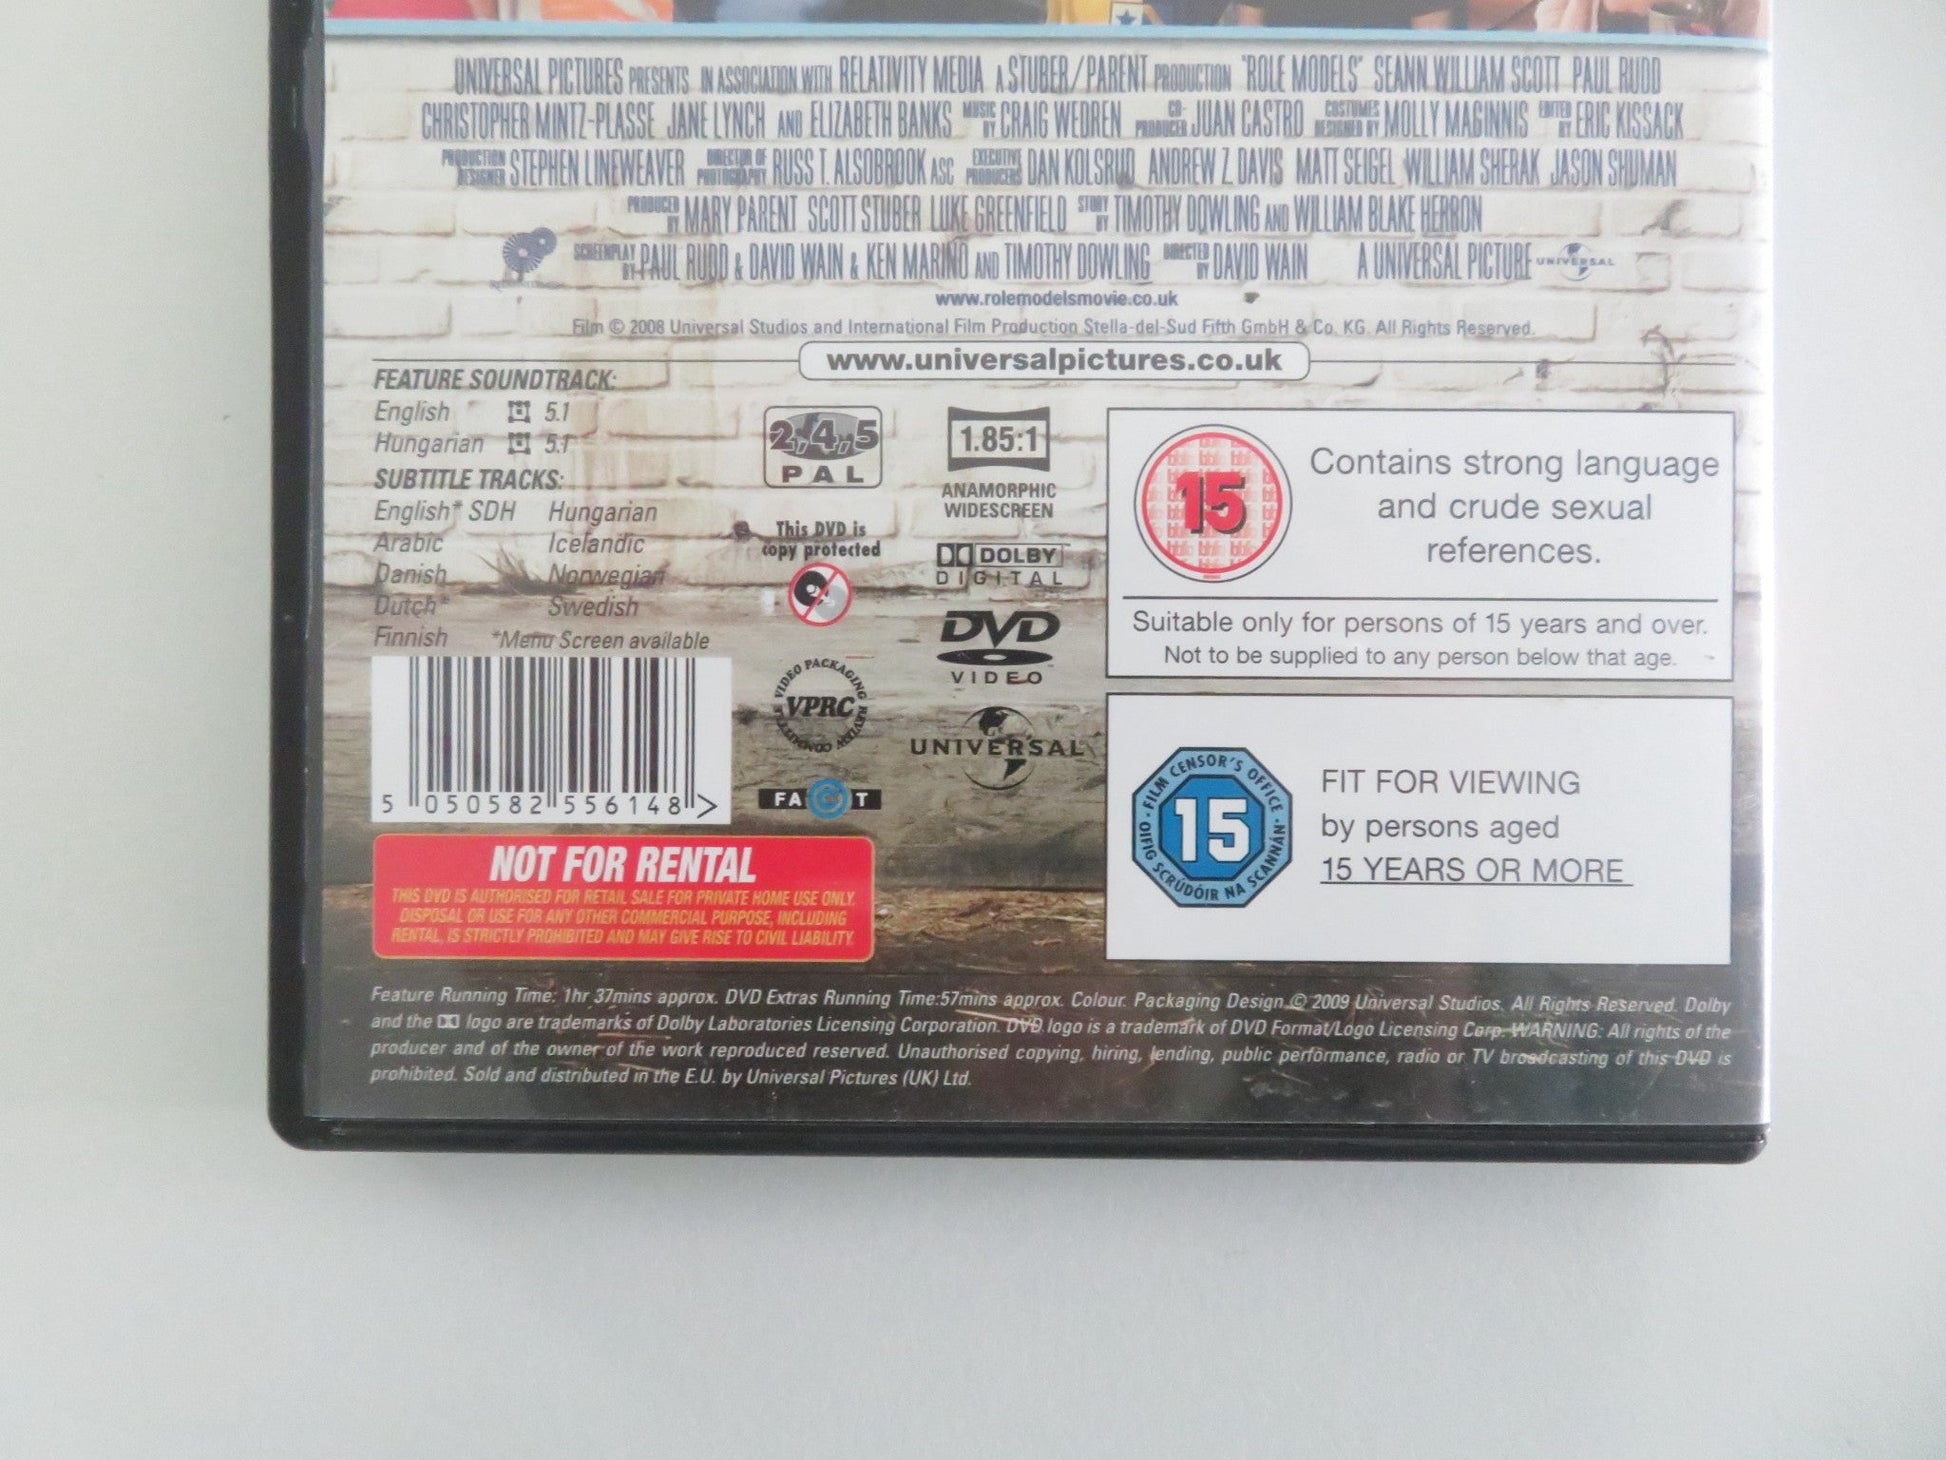 UNIVERSAL PICTURES PRESENTS IN ASSOCIATION WITH RELATIVITY MEDIA A STUBER/PARENT PRODUCTION "ROLE MODELS" SEANN WILLIAM SCOTT PAUL RUDD
CHRISTOPHER MINTZ-PLASSE JANE LYNCH AND ELIZABETH BANKS MUSIC BY CRAIG WEDREN CO-PRODUCER JUAN CASTRO COSTUMES DESIGNED BY MOLLY MAGINNIS EDITED BY ERIC KISSACK
PRODUCTION DESIGNER STEPHEN LINEWEAVER DIRECTOR OF PHOTOGRAPHY RUSS T. ALSOBROOK ASC EXECUTIVE PRODUCERS DAN KOLSRUD ANDREW Z. DAVIS MATT SEIGEL WILLIAM SHERAK JASON SHUMAN
PRODUCED BY MARY PARENT SCOTT STUBER LUKE GREENFIELD STORY BY TIMOTHY DOWLING AND WILLIAM BLAKE HERRON
SCREENPLAY BY PAUL RUDD & DAVID WAIN & KEN MARINO AND TIMOTHY DOWLING DIRECTED BY DAVID WAIN A UNIVERSAL PICTURE UNIVERSAL
www.rolemodelsmovie.co.uk
Film © 2008 Universal Studios and International Film Production Stella-del-Sud Fifth GmbH & Co. KG. All Rights Reserved.
www.universalpictures.co.uk
FEATURE SOUNDTRACK:
English 5.1
Hungarian 5.1
SUBTITLE TRACKS:
English* SDH Hungarian
Arabic Icelandic
Danish Norwegian
Dutch* Swedish
Finnish *Menu Screen available
5 050582 556148 >
2,4,5
PAL
This DVD is
copy protected
VIDEO PACKAGING REVIEW COMMITTEE
VPRC
FACT
1.85:1
ANAMORPHIC
WIDESCREEN
DOLBY
DIGITAL
DVD
VIDEO
UNIVERSAL
15
Contains strong language
and crude sexual
references.
Suitable only for persons of 15 years and over.
Not to be supplied to any person below that age.
FILM CENSOR'S OFFICE
15
OIFIG SCRÚDÓIR NA SCANNÁN
FIT FOR VIEWING
by persons aged
15 YEARS OR MORE
NOT FOR RENTAL
THIS DVD IS AUTHORISED FOR RETAIL SALE FOR PRIVATE HOME USE ONLY.
DISPOSAL OR USE FOR ANY OTHER COMMERCIAL PURPOSE, INCLUDING
RENTAL, IS STRICTLY PROHIBITED AND MAY GIVE RISE TO CIVIL LIABILITY.
Feature Running Time: 1hr 37mins approx. DVD Extras Running Time:57mins approx. Colour. Packaging Design © 2009 Universal Studios. All Rights Reserved. Dolby
and the logo are trademarks of Dolby Laboratories Licensing Corporation. DVD logo is a trademark of DVD Format/Logo Licensing Corp. WARNING: All rights of the
producer and of the owner of the work reproduced reserved. Unauthorised copying, hiring, lending, public performance, radio or TV broadcasting of this DVD is
prohibited. Sold and distributed in the E.U. by Universal Pictures (UK) Ltd.